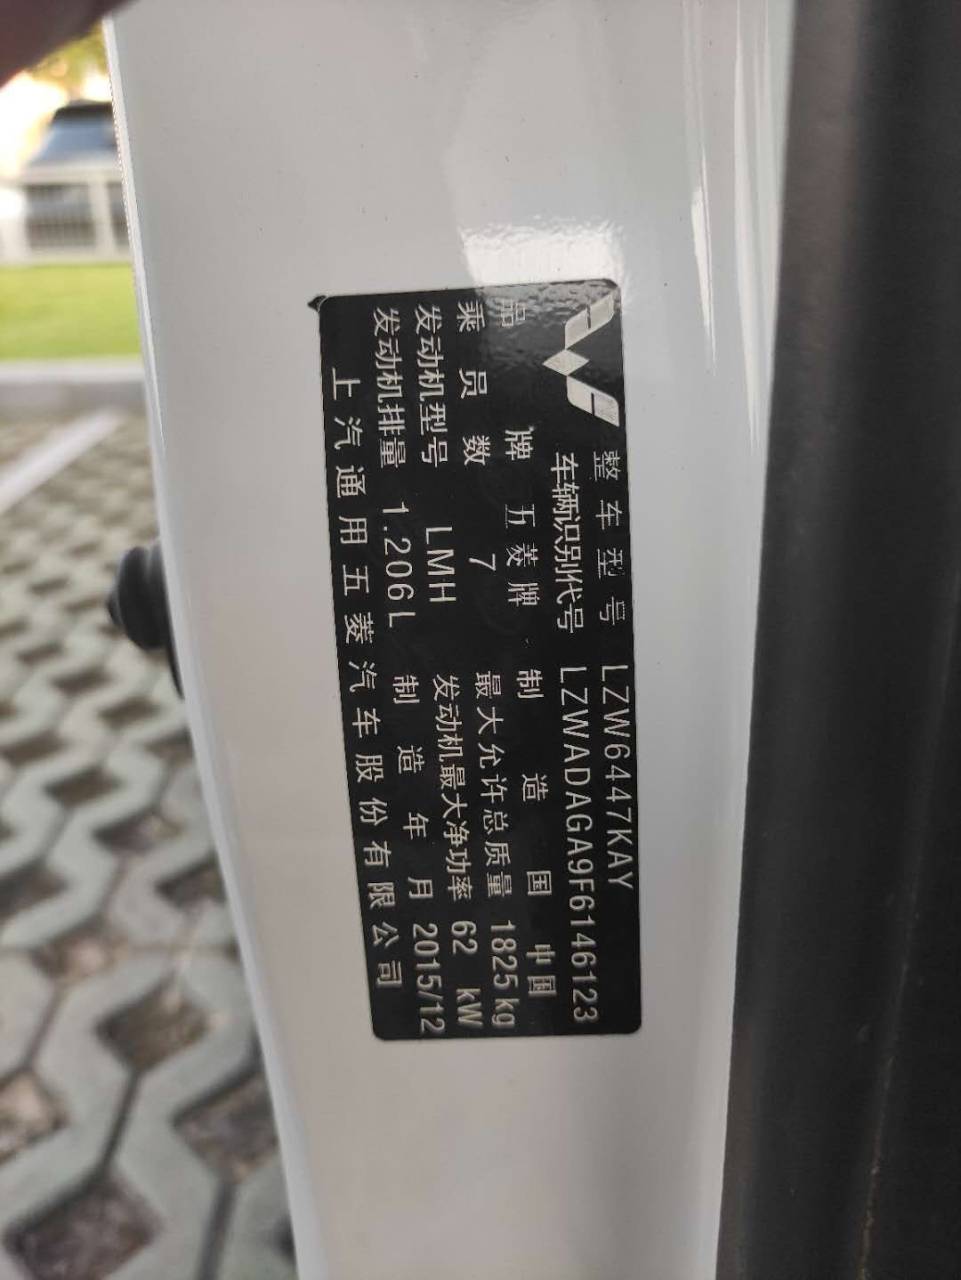 整车型号 LZW6447KAY
车辆识别代号 LZWADAGA9F6146123
品牌 五菱牌 制造国 中国
乘员数 7 最大允许总质量 1825kg
发动机型号 LMH 发动机最大净功率 62 kW
发动机排量 1.206L 制造年月 2015/12
上汽通用五菱汽车股份有限公司